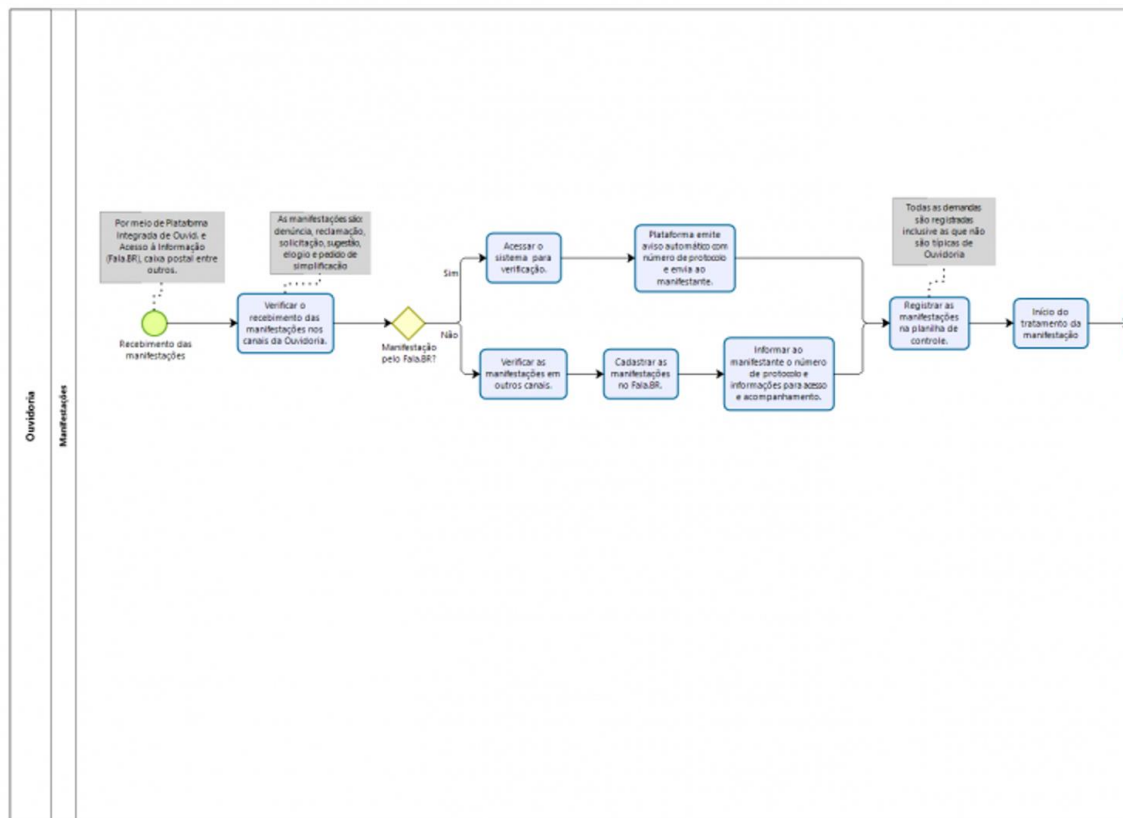 Ouvidoria
Manifestações
Por meio de Plataforma
Integrada de Ouvid. e
Acesso à Informação
(Fala.BR), caixa postal entre
outros.
Recebimento das
manifestações
As manifestações são:
denúncia, reclamação,
solicitação, sugestão,
elogio e pedido de
simplificação
Verificar o
recebimento das
manifestações nos
canais da Ouvidoria.
Manifestação
pelo Fala.BR?
Sim
Acessar o
sistema para
verificação.
Plataforma emite
aviso automático com
número de protocolo
e envia ao
manifestante.
Não
Verificar as
manifestações em
outros canais.
Cadastrar as
manifestações
no Fala.BR.
Informar ao
manifestante o número
de protocolo e
informações para acesso
e acompanhamento.
Todas as demandas
são registradas
inclusive as que não
são típicas de
Ouvidoria
Registrar as
manifestações
na planilha de
controle.
Início do
tratamento da
manifestação